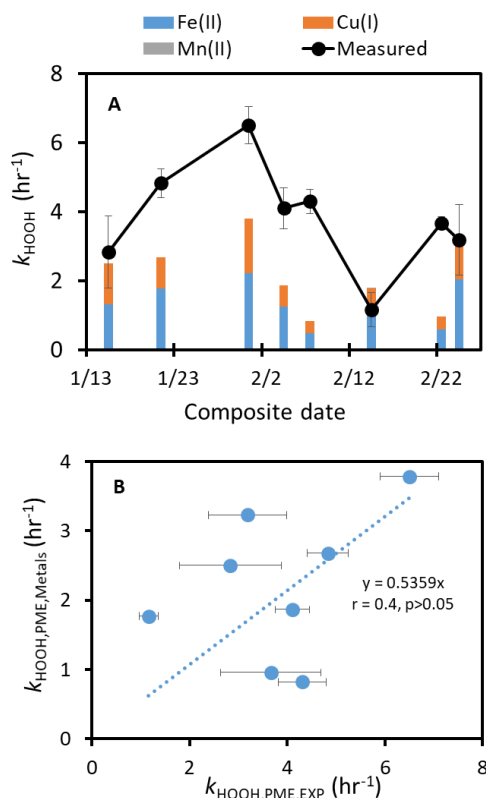 Fe(II) Cu(I)
Mn(II) Measured
A
8
6
4
2
0
kHOOH (hr-1)
1/13 1/23 2/2 2/12 2/22
Composite date
B
4
3
2
1
0
kHOOH,PME,Metals (hr-1)
y = 0.5359x
r = 0.4, p>0.05
0 2 4 6 8
kHOOH,PME,EXP (hr-1)